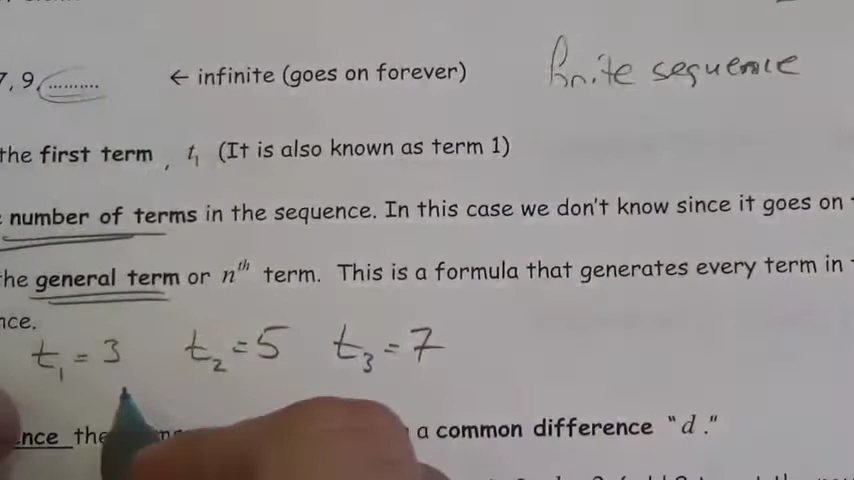 7, 9, .......... ← infinite (goes on forever) finite sequence
the first term , t₁ (It is also known as term 1)
number of terms in the sequence. In this case we don't know since it goes on
the general term or nᵗʰ term. This is a formula that generates every term in
nce.
t₁ = 3 t₂ = 5 t₃ = 7
nce the a common difference "d."